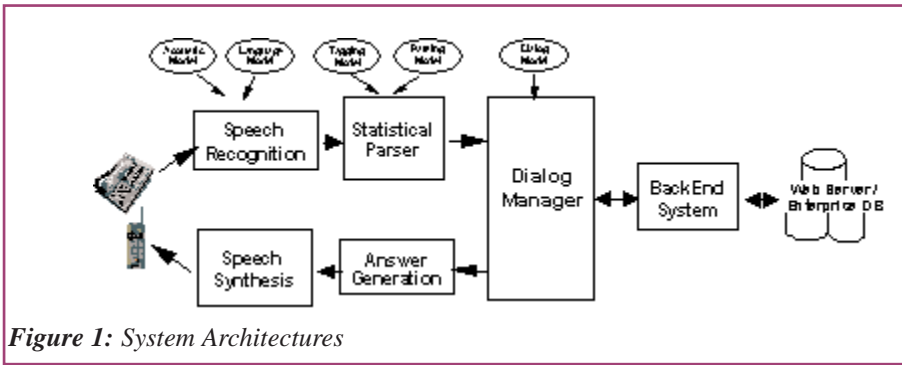 Acoustic Model
Language Model
Tagging Model
Parsing Model
Dialog Model
Speech
Recognition
Statistical
Parser
Dialog
Manager
BackEnd
System
Web Server/
Enterprise DB
Speech
Synthesis
Answer
Generation
Figure 1: System Architectures